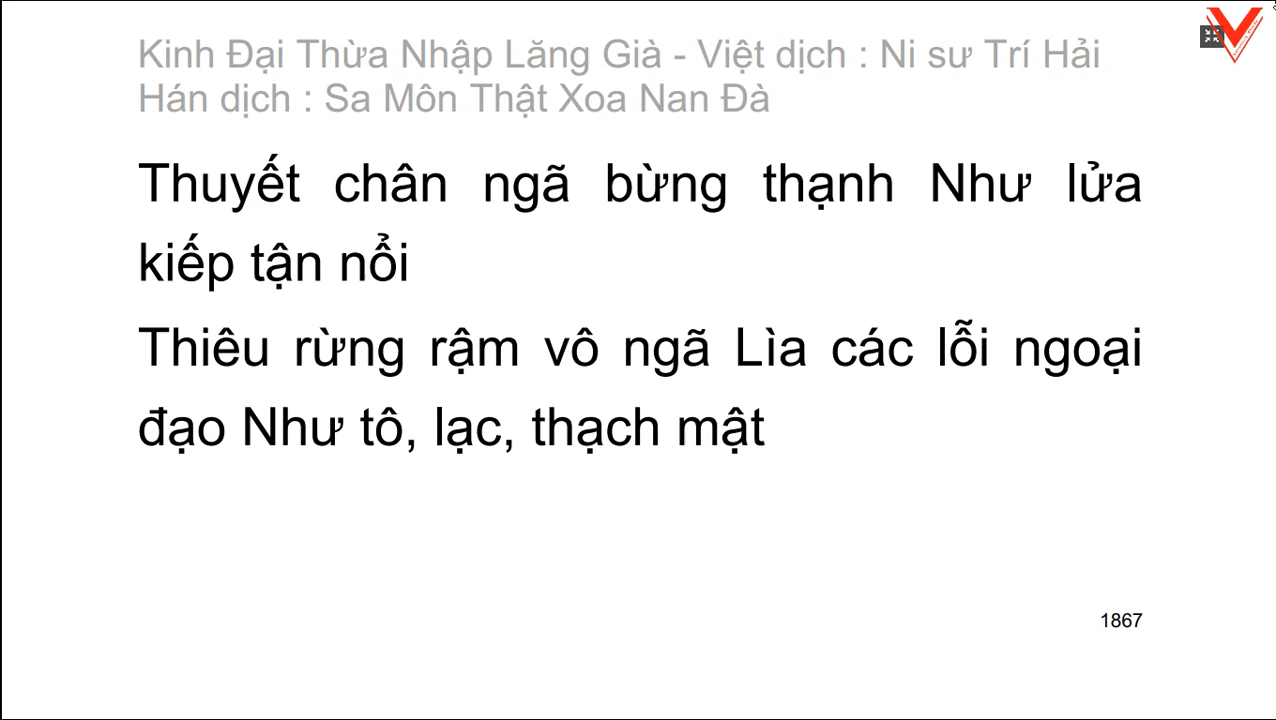 Kinh Đại Thừa Nhập Lăng Già - Việt dịch : Ni sư Trí Hải
Hán dịch : Sa Môn Thật Xoa Nan Đà
Thuyết chân ngã bừng thạnh Như lửa
kiếp tận nổi
Thiêu rừng rậm vô ngã Lìa các lỗi ngoại
đạo Như tô, lạc, thạch mật
1867